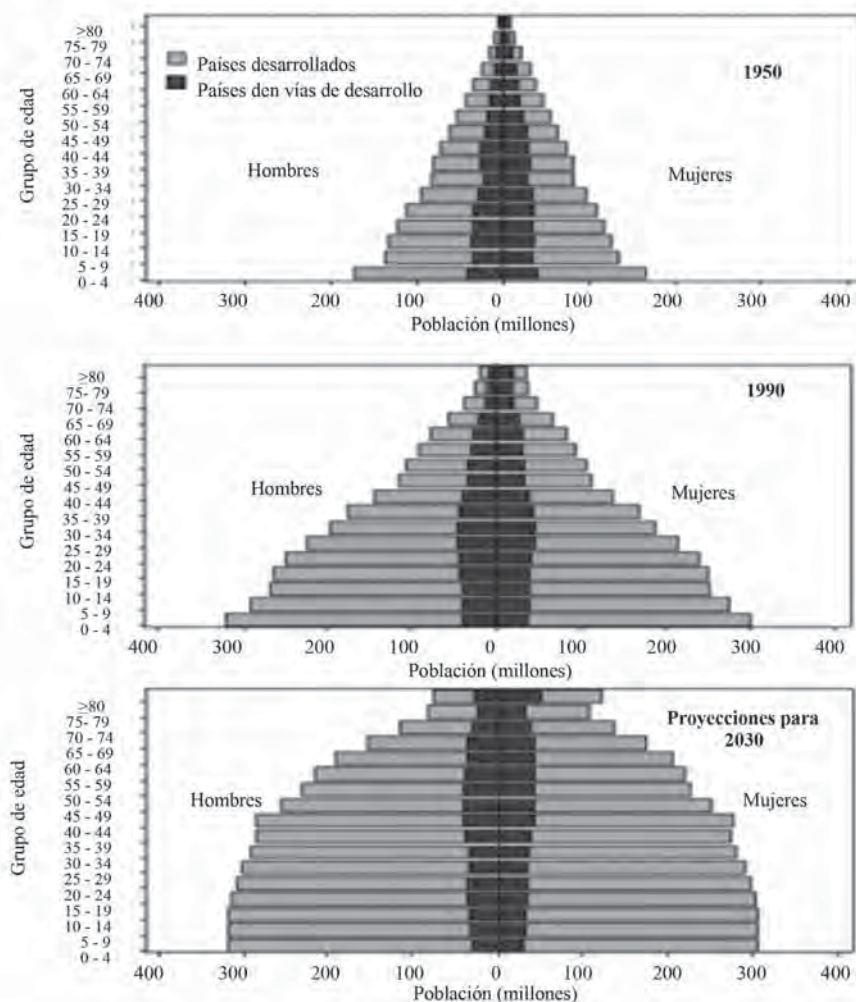 ≥80
75- 79
70 - 74
65 - 69
60 - 64
55 - 59
50 - 54
45 - 49
40 - 44
35 - 39
30 - 34
25 - 29
20 - 24
15 - 19
10 - 14
5 - 9
0 - 4
Grupo de edad
Países desarrollados
Países den vías de desarrollo
1950
Hombres
Mujeres
400 300 200 100 0 100 200 300 400
Población (millones)
≥80
75- 79
70 - 74
65 - 69
60 - 64
55 - 59
50 - 54
45 - 49
40 - 44
35 - 39
30 - 34
25 - 29
20 - 24
15 - 19
10 - 14
5 - 9
0 - 4
Grupo de edad
1990
Hombres
Mujeres
400 300 200 100 0 100 200 300 400
Población (millones)
≥80
75- 79
70 - 74
65 - 69
60 - 64
55 - 59
50 - 54
45 - 49
40 - 44
35 - 39
30 - 34
25 - 29
20 - 24
15 - 19
10 - 14
5 - 9
0 - 4
Grupo de edad
Proyecciones para
2030
Hombres
Mujeres
400 300 200 100 0 100 200 300 400
Población (millones)